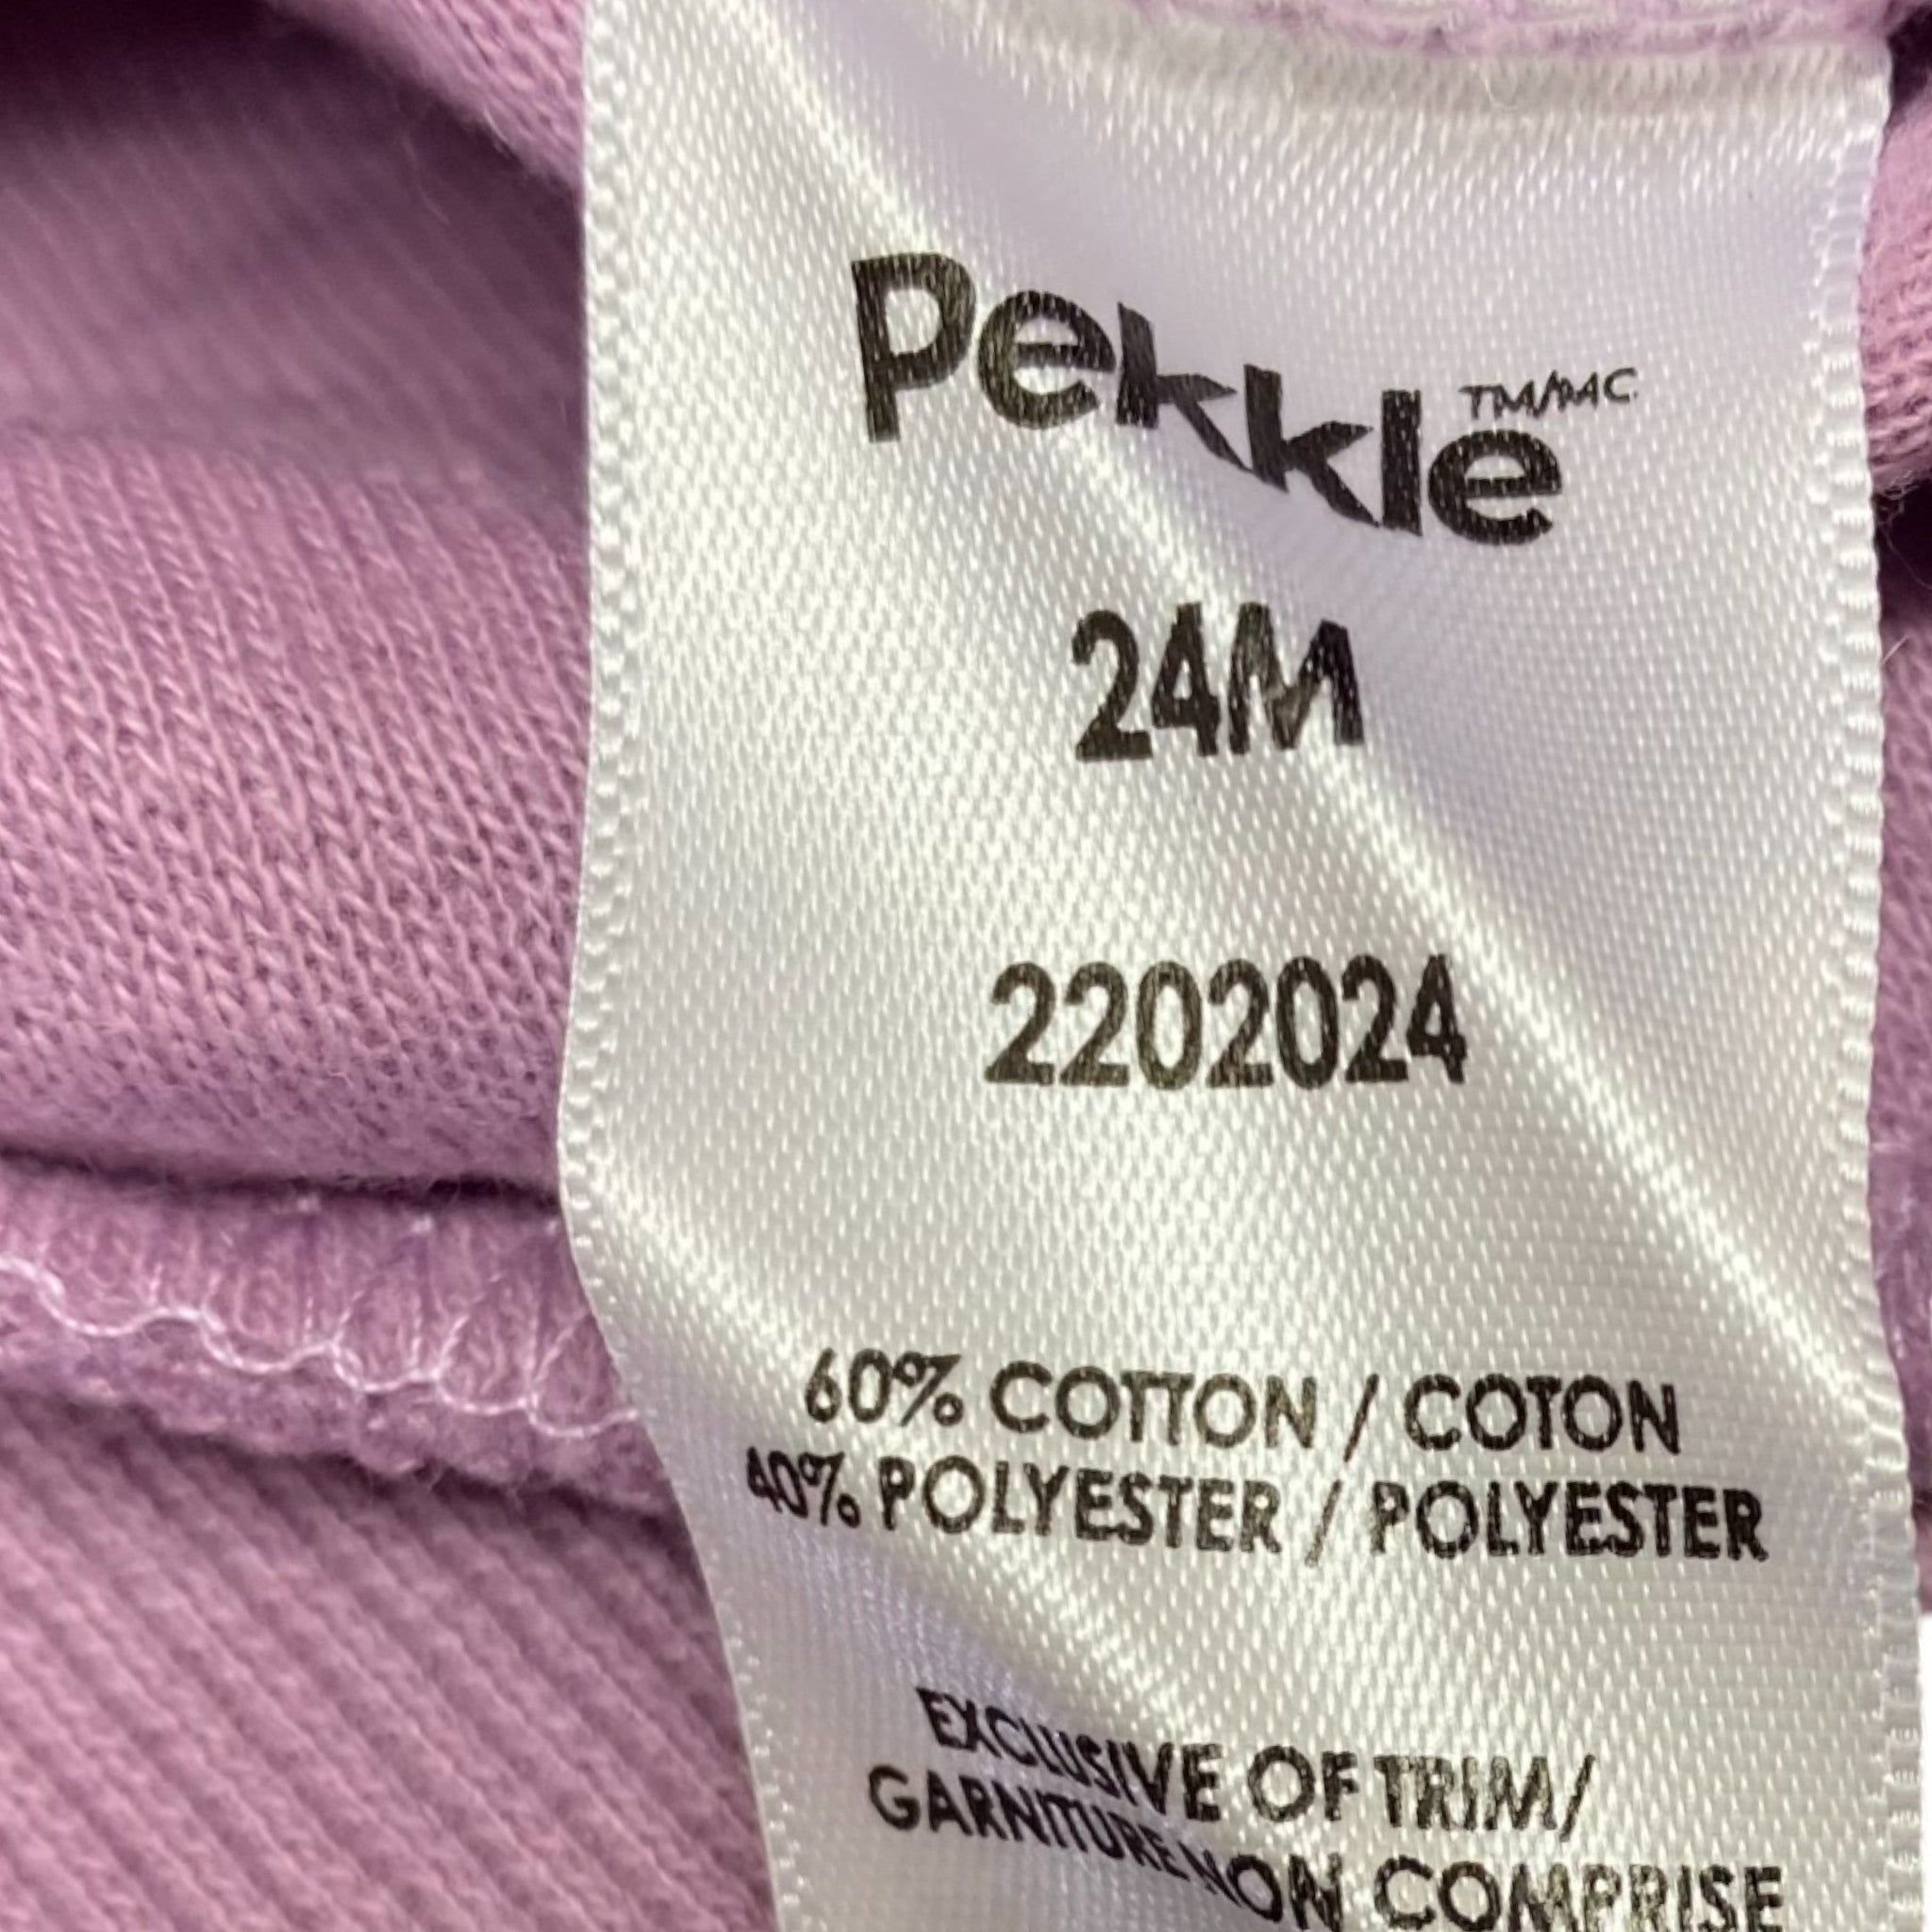 Pekkle TM/MC
24M
2202024
60% COTTON / COTON
40% POLYESTER / POLYESTER
EXCLUSIVE OF TRIM/
GARNITURE NON COMPRISE